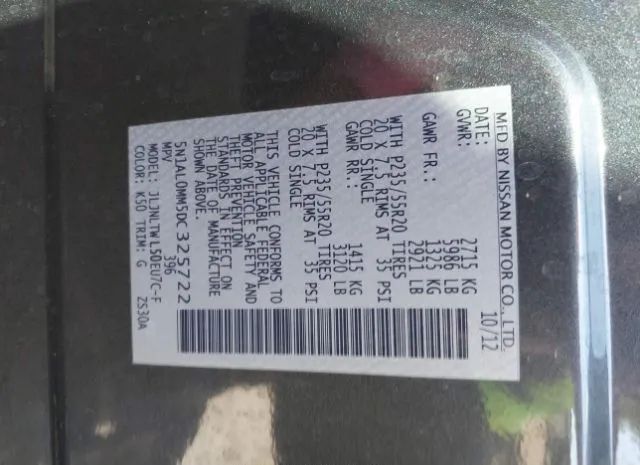 MFD BY NISSAN MOTOR CO., LTD.
DATE: 10/12
GVWR: 2715 KG
5986 LB
GAWR FR.: 1325 KG
2921 LB
WITH P235/55R20 TIRES
20 X 7.5 RIMS AT 35 PSI
COLD SINGLE
GAWR RR.: 1415 KG
3120 LB
WITH P235/55R20 TIRES
20 X 7.5 RIMS AT 35 PSI
COLD SINGLE
THIS VEHICLE CONFORMS TO
ALL APPLICABLE FEDERAL
MOTOR VEHICLE SAFETY AND
THEFT PREVENTION
STANDARDS IN EFFECT ON
THE DATE OF MANUFACTURE
SHOWN ABOVE.
5N1AL0MM5DC325722
MPV 396
MODEL: JLJNLTW L50EU7C-F
COLOR: K50 TRIM: G ZS30A